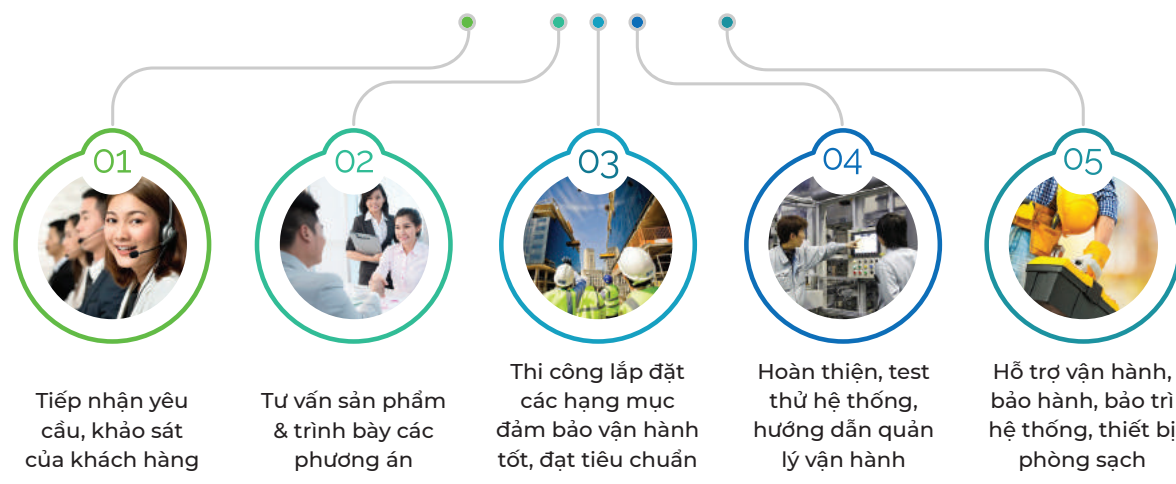 01
02
03
04
05
Tiếp nhận yêu
cầu, khảo sát
của khách hàng
Tư vấn sản phẩm
& trình bày các
phương án
Thi công lắp đặt
các hạng mục
đảm bảo vận hành
tốt, đạt tiêu chuẩn
Hoàn thiện, test
thử hệ thống,
hướng dẫn quản
lý vận hành
Hỗ trợ vận hành,
bảo hành, bảo trì
hệ thống, thiết bị
phòng sạch